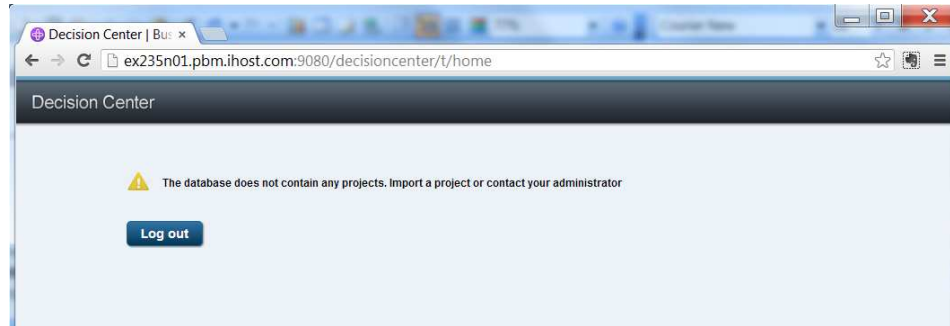 Decision Center | Bus
ex235n01.pbm.ihost.com:9080/decisioncenter/t/home
Decision Center
The database does not contain any projects. Import a project or contact your administrator
Log out